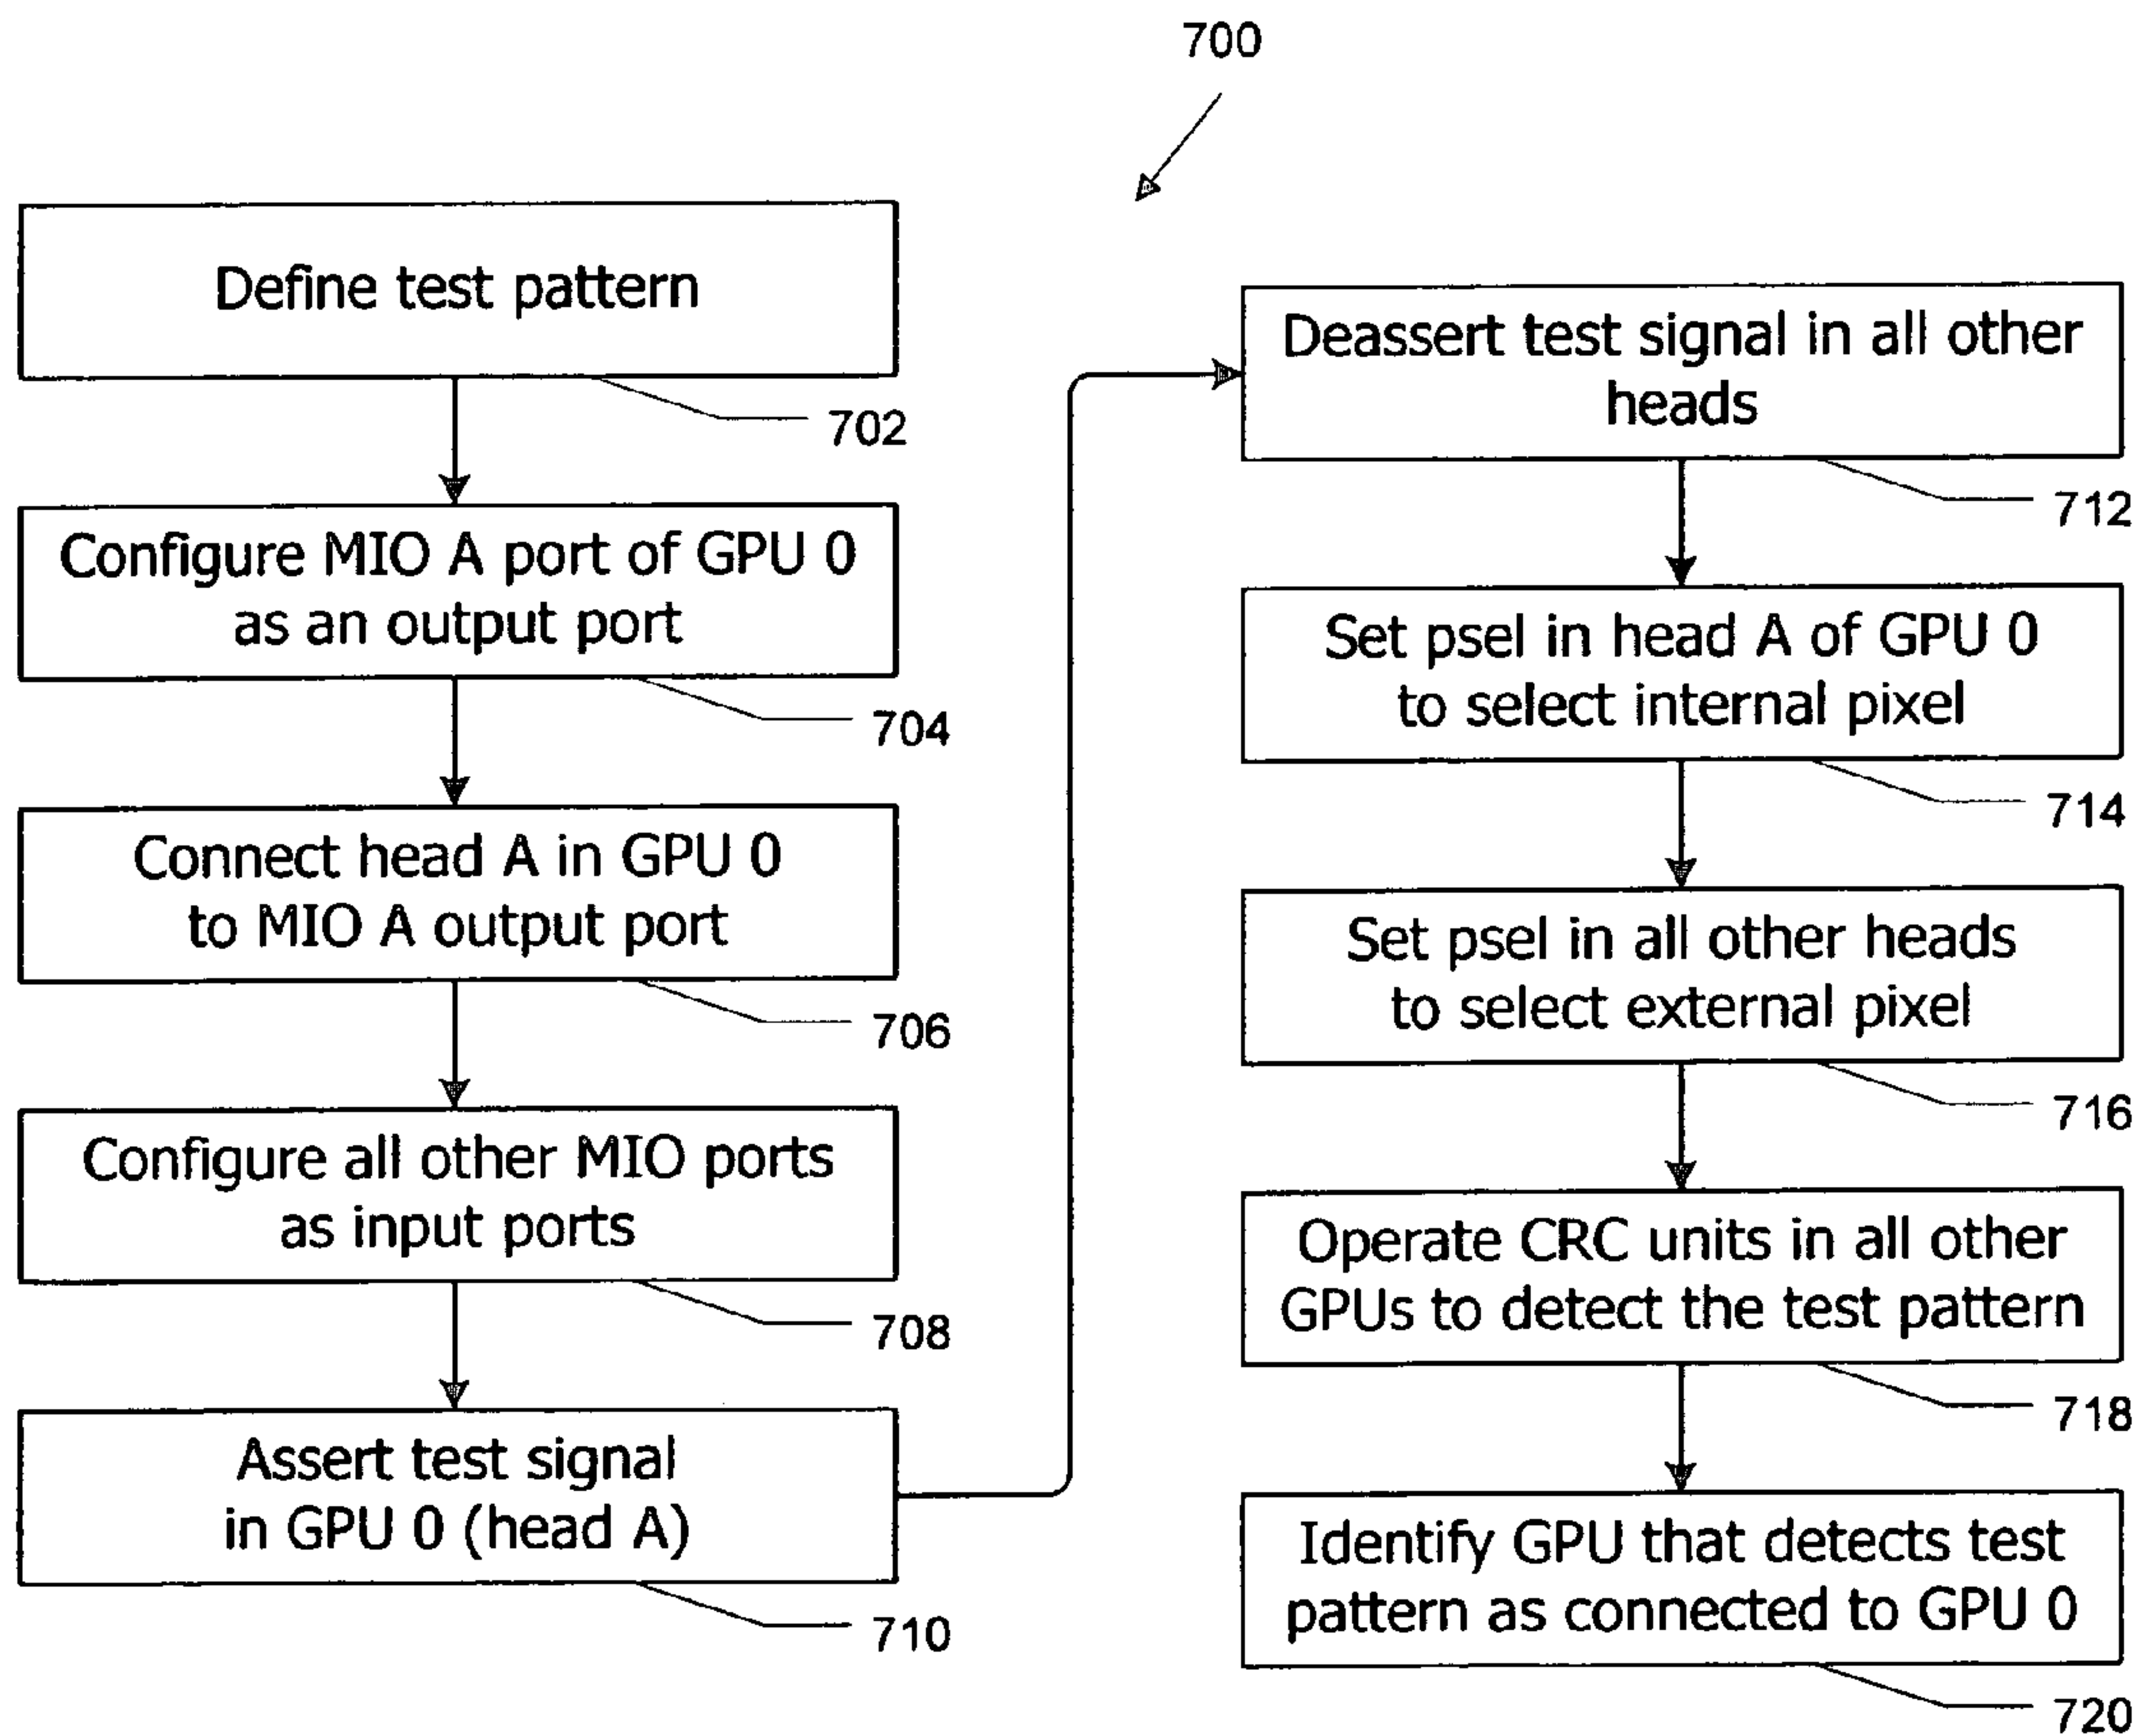 700
Define test pattern
702
Configure MIO A port of GPU 0
as an output port
704
Connect head A in GPU 0
to MIO A output port
706
Configure all other MIO ports
as input ports
708
Assert test signal
in GPU 0 (head A)
710
Deassert test signal in all other
heads
712
Set psel in head A of GPU 0
to select internal pixel
714
Set psel in all other heads
to select external pixel
716
Operate CRC units in all other
GPUs to detect the test pattern
718
Identify GPU that detects test
pattern as connected to GPU 0
720